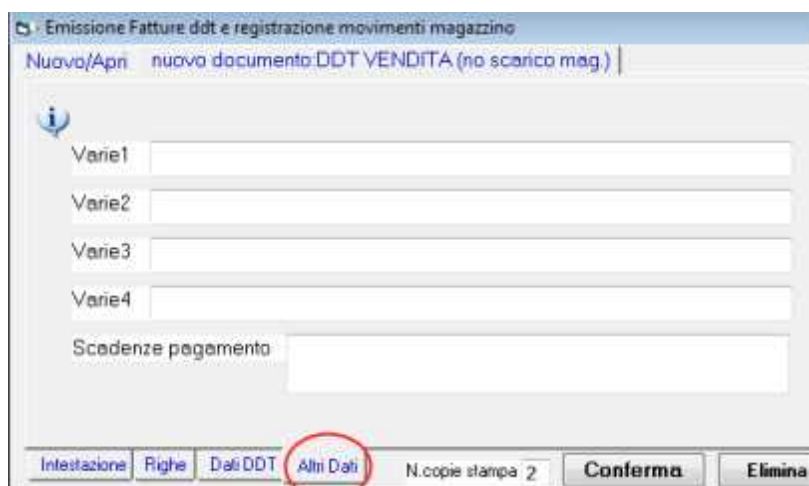 Emissione Fatture ddt e registrazione movimenti magazzino
Nuovo/Apri nuovo documento:DDT VENDITA (no scarico mag.)
Varie1
Varie2
Varie3
Varie4
Scadenze pagamento
Intestazione Righe Dati DDT Altri Dati N.copie stampa 2 Conferma Elimina